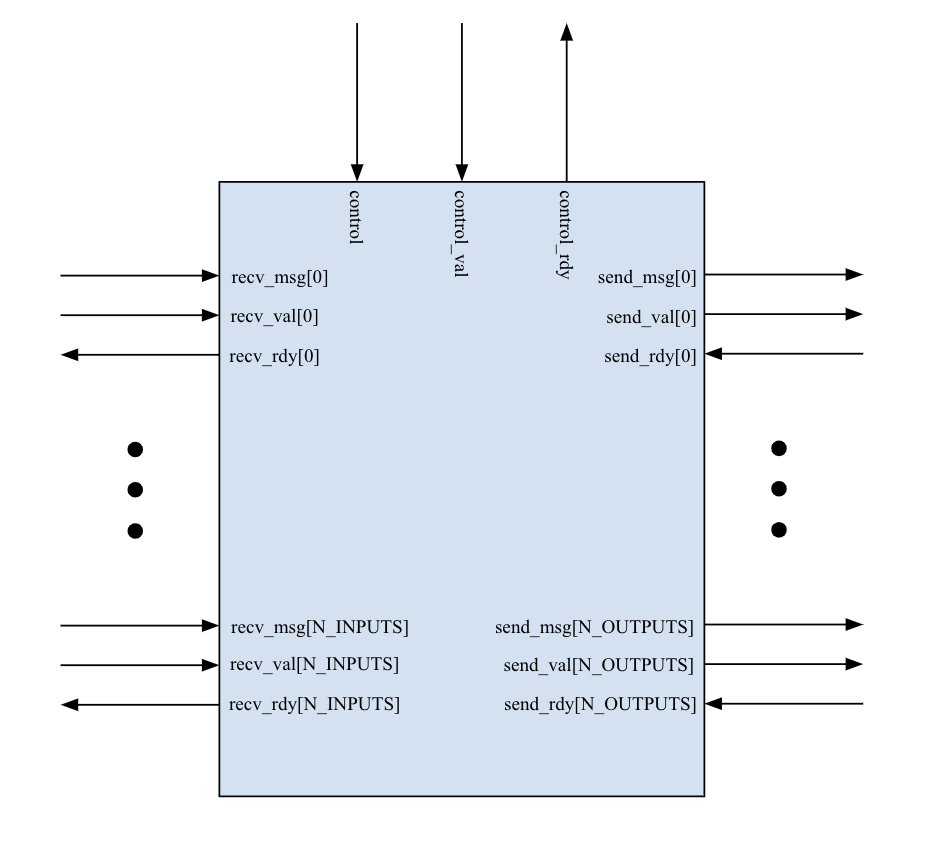 control
control_val
control_rdy
recv_msg[0]
recv_val[0]
recv_rdy[0]
send_msg[0]
send_val[0]
send_rdy[0]
recv_msg[N_INPUTS]
recv_val[N_INPUTS]
recv_rdy[N_INPUTS]
send_msg[N_OUTPUTS]
send_val[N_OUTPUTS]
send_rdy[N_OUTPUTS]